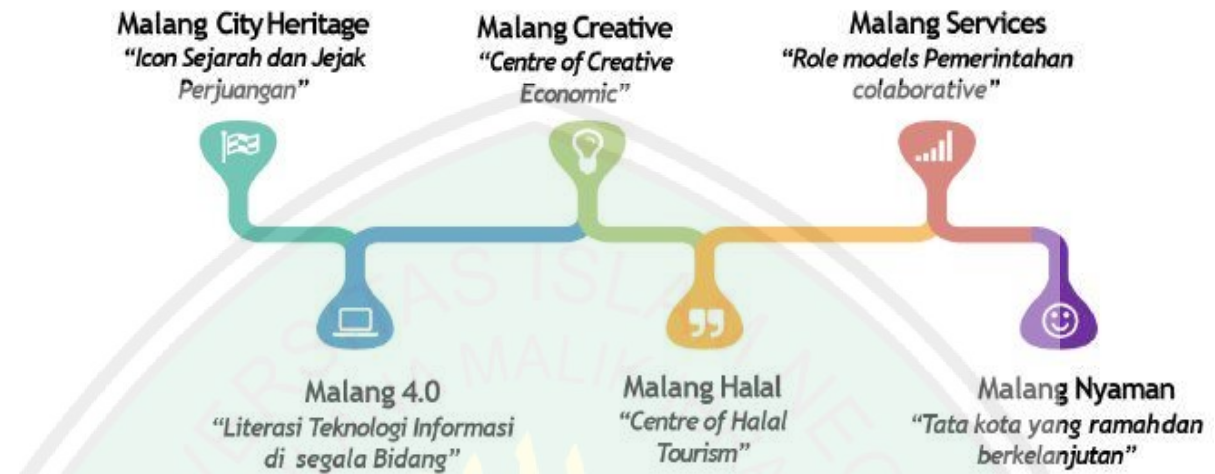 Malang City Heritage
“Icon Sejarah dan Jejak
Perjuangan”
Malang 4.0
“Literasi Teknologi Informasi
di segala Bidang”
Malang Creative
“Centre of Creative
Economic”
Malang Halal
“Centre of Halal
Tourism”
Malang Services
“Role models Pemerintahan
colaborative”
Malang Nyaman
“Tata kota yang ramah dan
berkelanjutan”